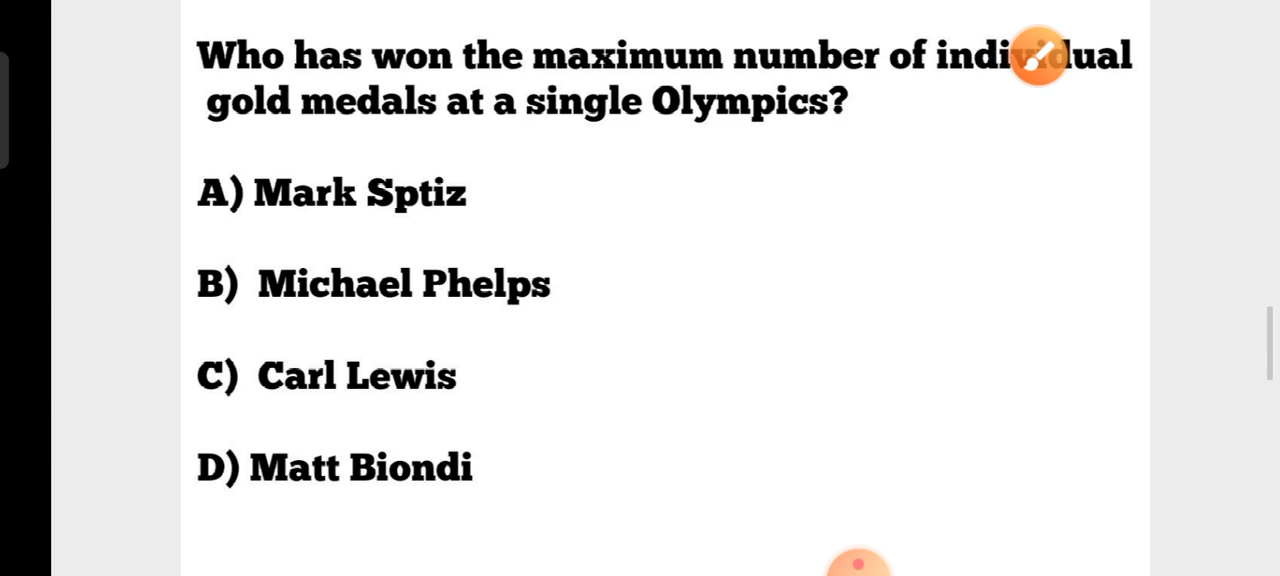 Who has won the maximum number of individual
gold medals at a single Olympics?
A) Mark Sptiz
B) Michael Phelps
C) Carl Lewis
D) Matt Biondi